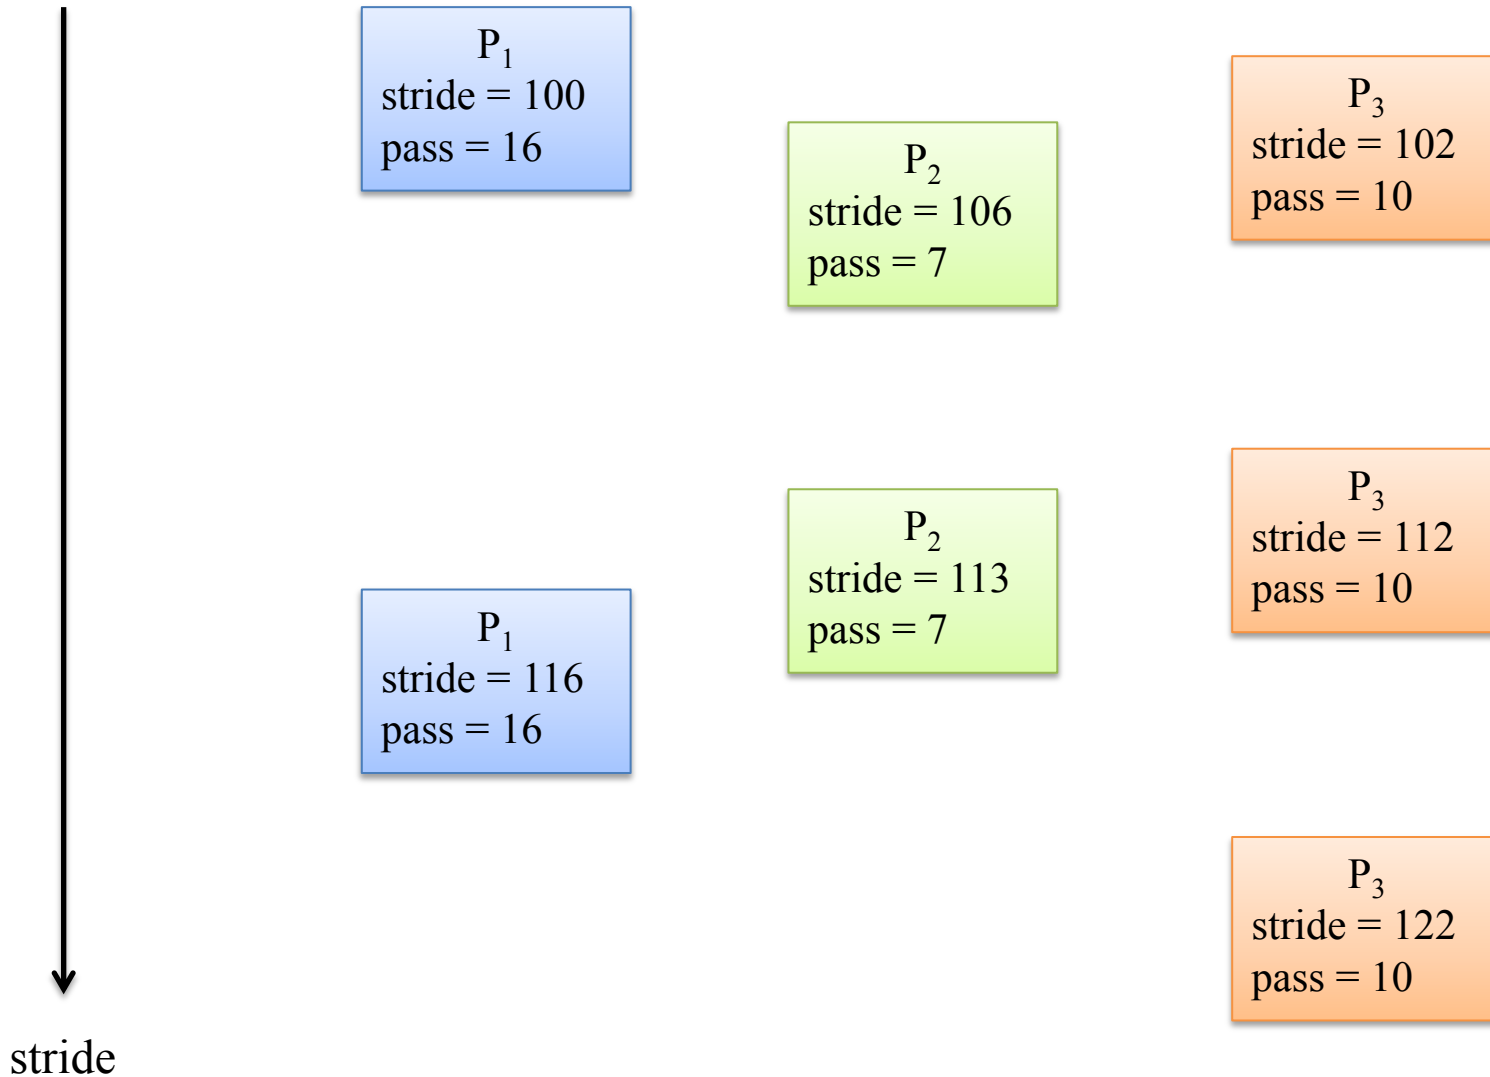 P₁
stride = 100
pass = 16
P₃
stride = 102
pass = 10
P₂
stride = 106
pass = 7
P₃
stride = 112
pass = 10
P₂
stride = 113
pass = 7
P₁
stride = 116
pass = 16
P₃
stride = 122
pass = 10
stride